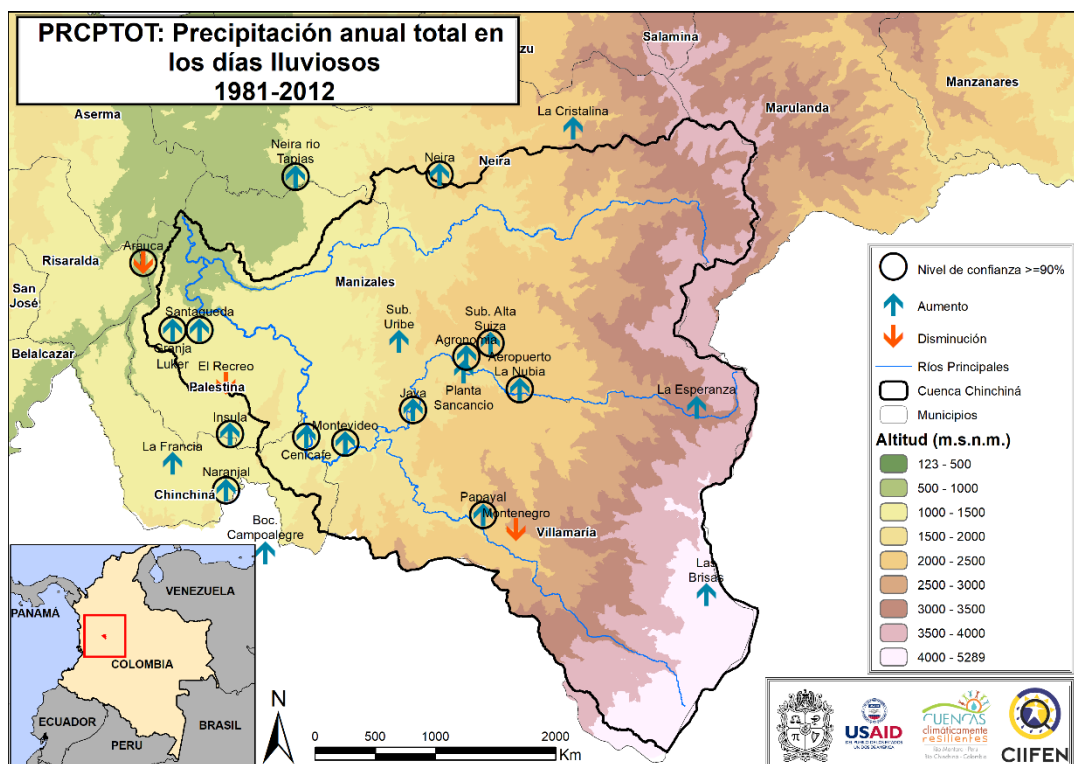 PRCPTOT: Precipitación anual total en
los días lluviosos
1981-2012
Salamina
Manzanares
Marulanda
La Cristalina
Aserma
Neira rio
Tapias
Neira
Neira
Arauca
Risaralda
San
José
Manizales
Belalcazar
Santagueda
Granja
Luker
El Recreo
Palestina
Sub.
Uribe
Sub. Alta
Suiza
Agronomia
Aeropuerto
La Nubia
Planta
Sancancio
La Esperanza
Java
Insula
Montevideo
Cenicafe
La Francia
Naranjal
Chinchiná
Boc.
Campoalegre
Papayal
Montenegro
Villamaría
Las
Brisas
Nivel de confianza >=90%
Aumento
Disminución
Ríos Principales
Cuenca Chinchiná
Municipios
Altitud (m.s.n.m.)
123 - 500
500 - 1000
1000 - 1500
1500 - 2000
2000 - 2500
2500 - 3000
3000 - 3500
3500 - 4000
4000 - 5289
PANAMÁ
VENEZUELA
COLOMBIA
ECUADOR
PERU
BRASIL
N
0 500 1000 2000
Km
USAID
CUENCAS
climáticamente
resilientes
CIIFEN